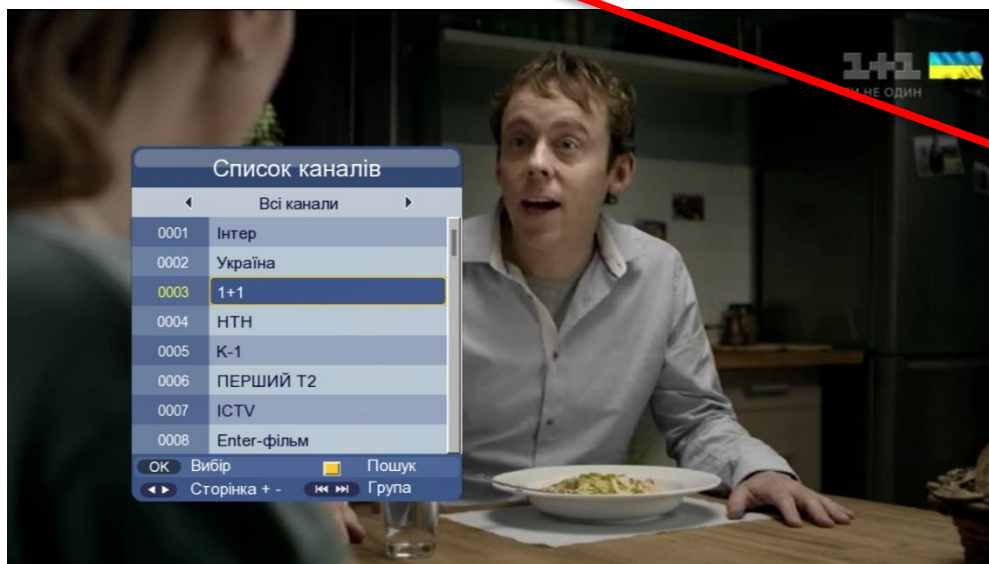 1+1
ТИ НЕ ОДИН
Список каналів
Всі канали
0001 Інтер
0002 Україна
0003 1+1
0004 НТН
0005 К-1
0006 ПЕРШИЙ Т2
0007 ICTV
0008 Enter-фільм
OK Вибір Пошук
Сторінка + - Група